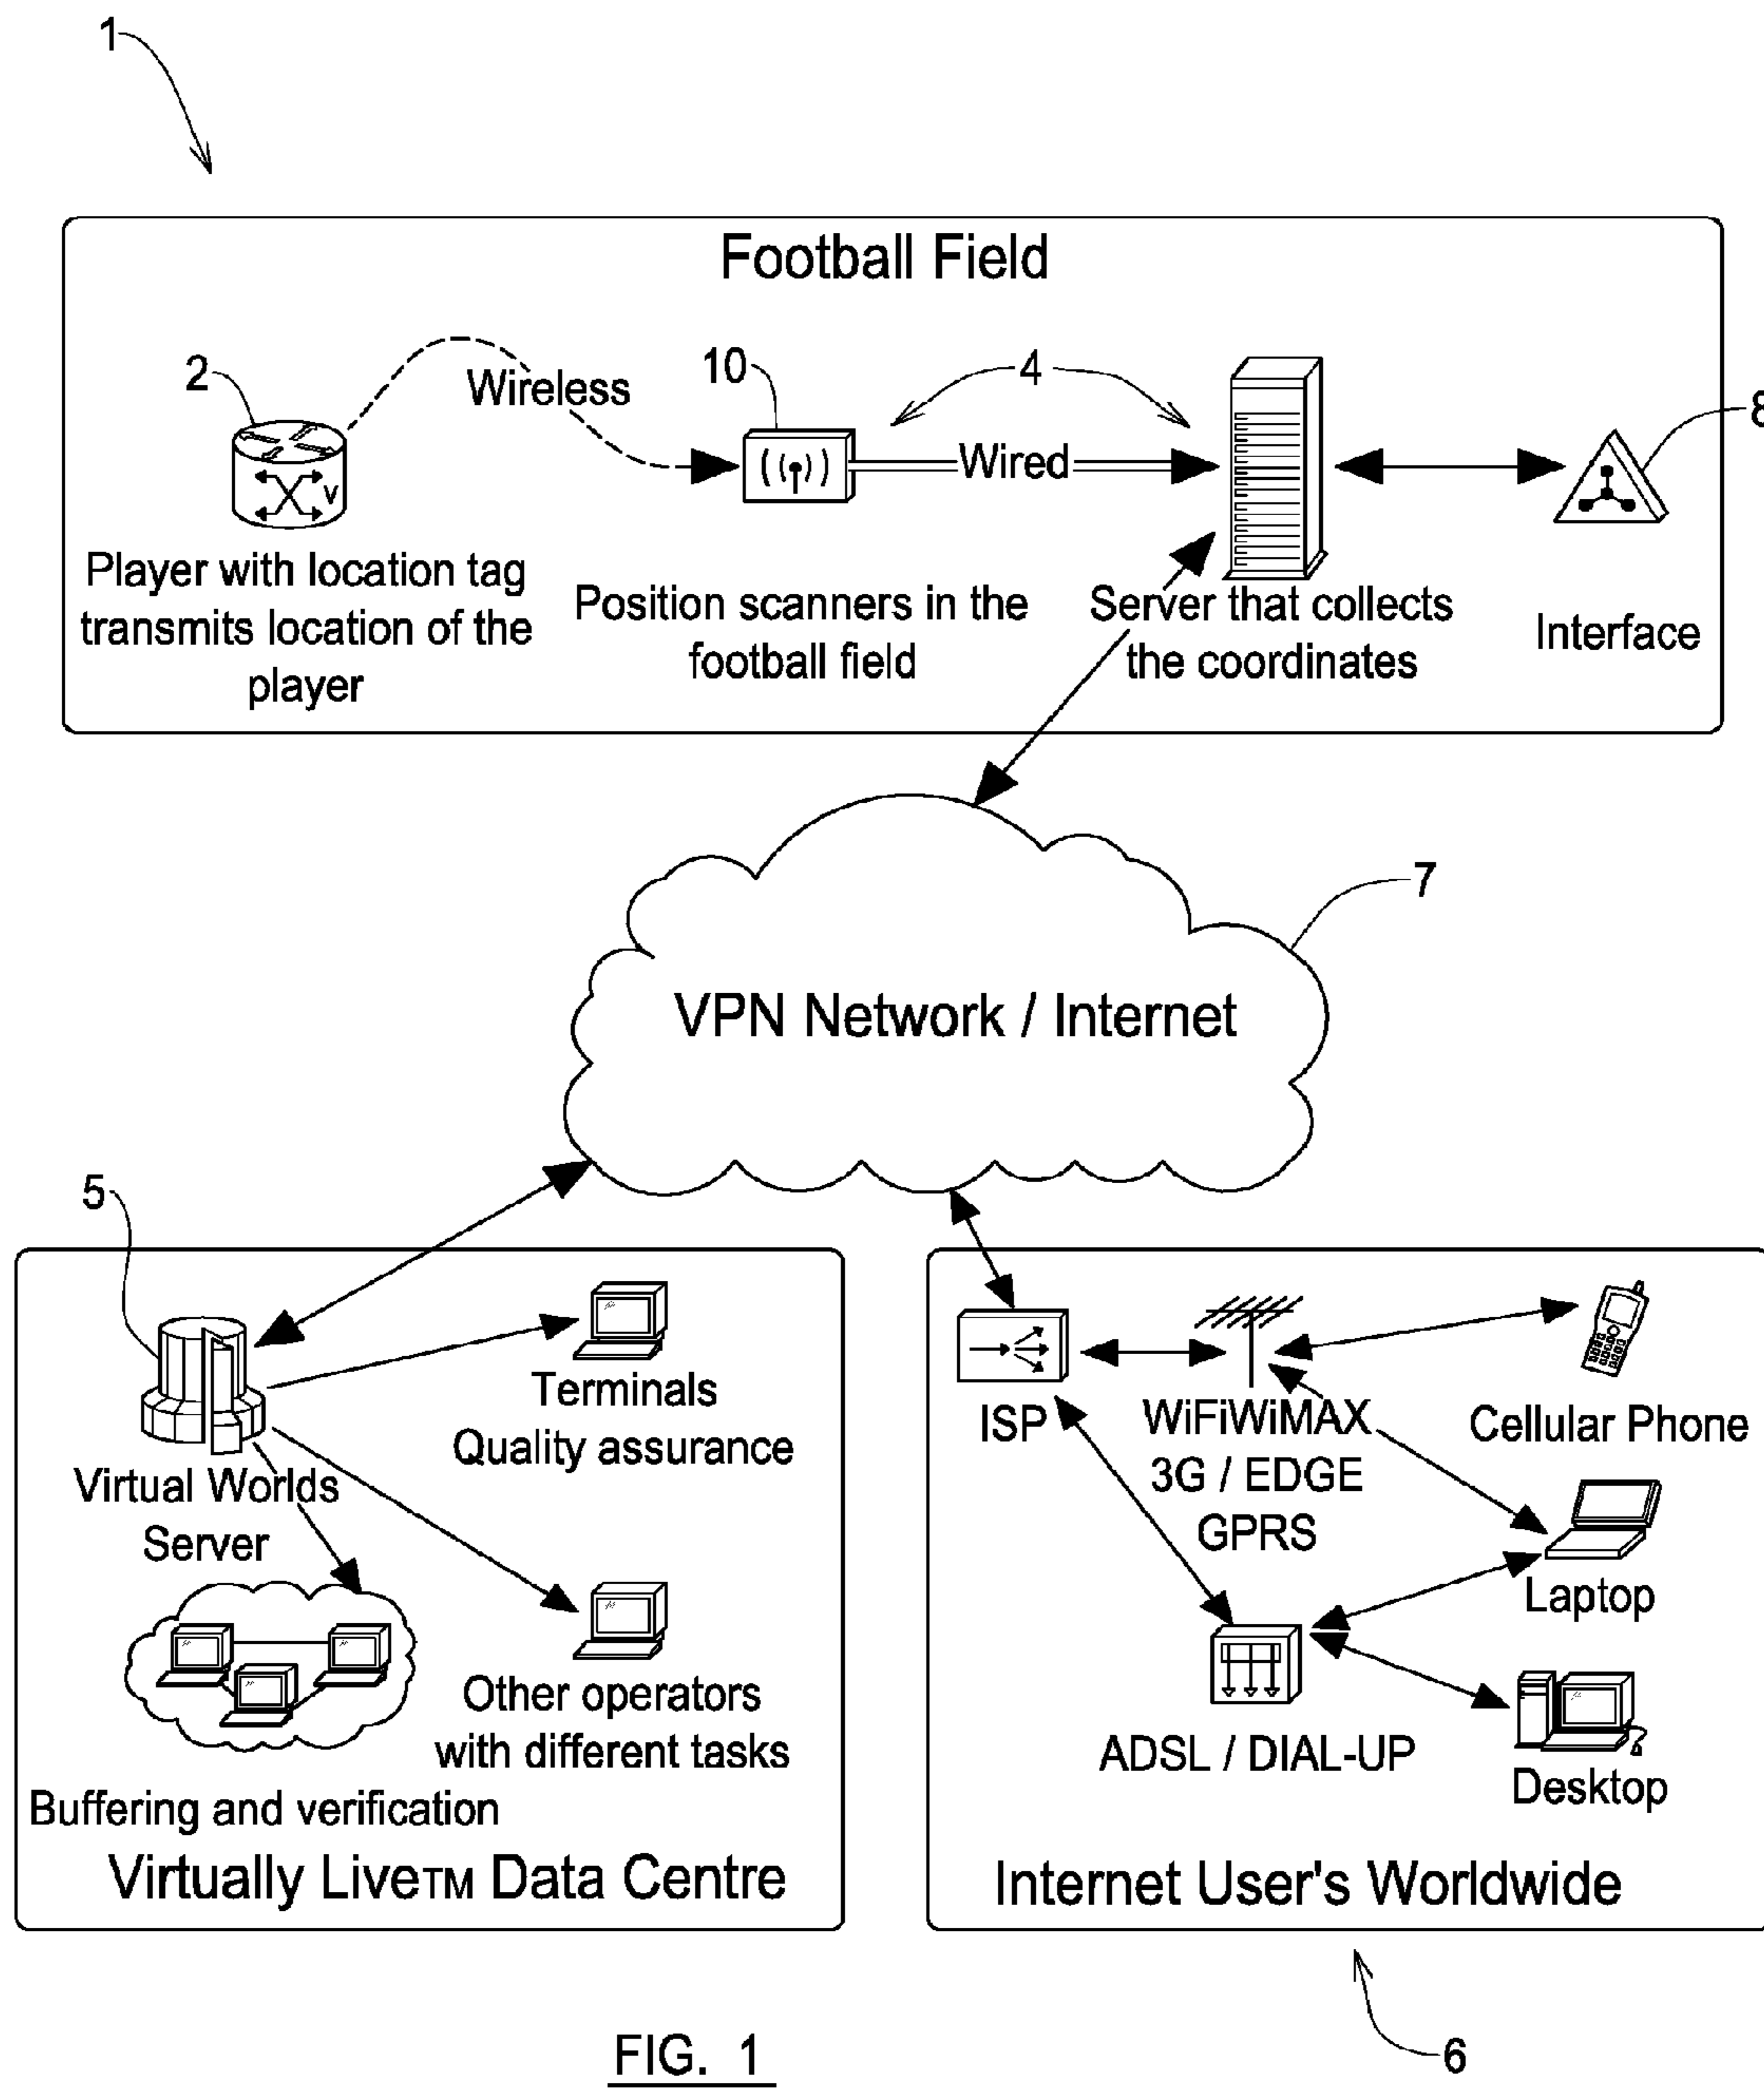 1
Football Field
2
Wireless
10
4
Wired
8
V
Player with location tag
transmits location of the
player
Position scanners in the
football field
Server that collects
the coordinates
Interface
7
VPN Network / Internet
5
Terminals
Quality assurance
Virtual Worlds
Server
Other operators
with different tasks
Buffering and verification
Virtually Live™ Data Centre
ISP
WiFiWiMAX
3G / EDGE
GPRS
Cellular Phone
Laptop
ADSL / DIAL-UP
Desktop
Internet User's Worldwide
6
FIG. 1